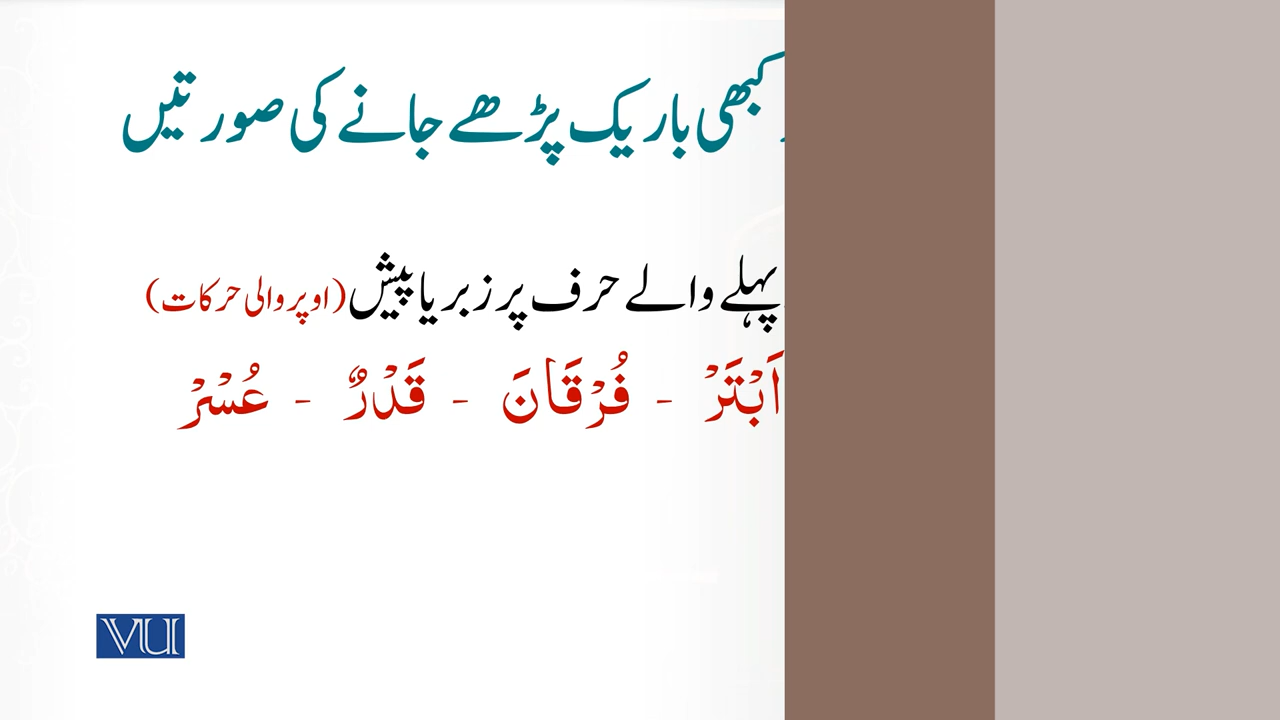 کبھی باریک پڑھے جانے کی صورتیں
پہلے والے حرف پر زبر یا پیش (اوپر والی حرکات)
اَبْتَرْ - فُرْقَانَ - قَدْرٌ - عُسْرْ
VU